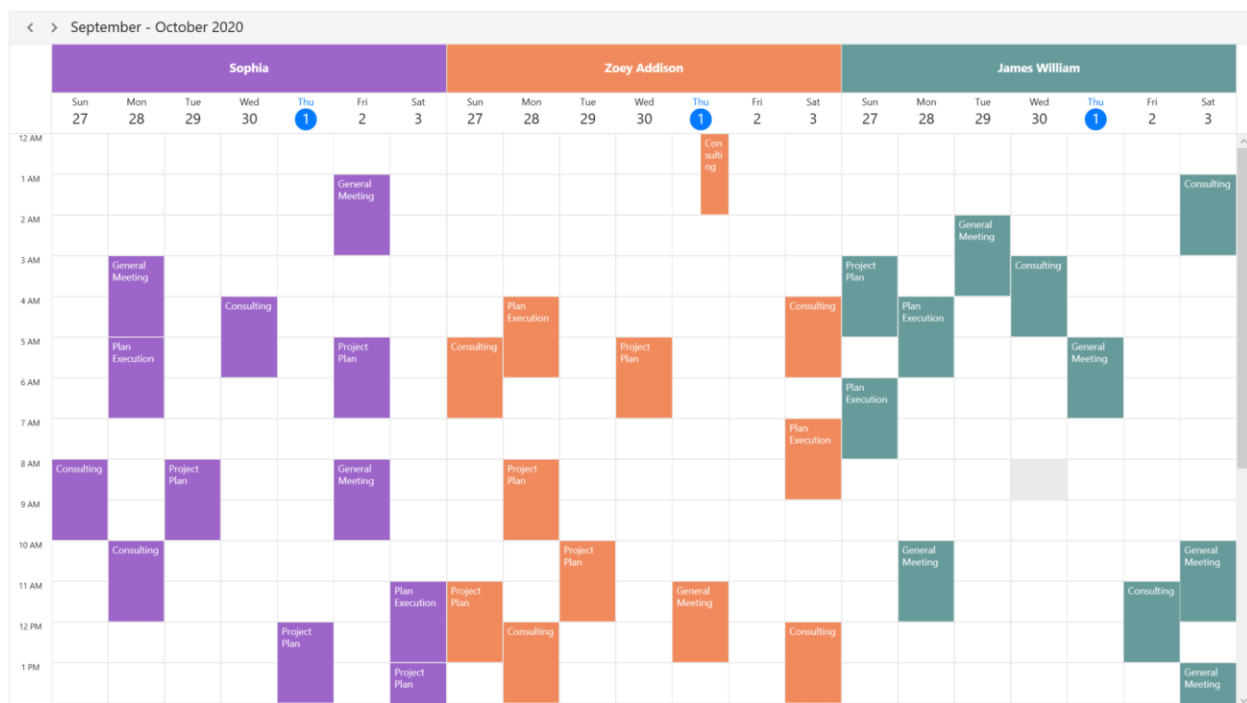 September - October 2020
Sophia Zoey Addison James William
Sun Mon Tue Wed Thu Fri Sat Sun Mon Tue Wed Thu Fri Sat Sun Mon Tue Wed Thu Fri Sat
27 28 29 30 1 2 3 27 28 29 30 1 2 3 27 28 29 30 1 2 3
12 AM
Con
sulti
ng
1 AM
General
Meeting
Consulting
2 AM
General
Meeting
3 AM
General
Meeting
Project
Plan
Consulting
4 AM
Consulting
Plan
Execution
Consulting
Plan
Execution
5 AM
Plan
Execution
Project
Plan
Consulting
Project
Plan
General
Meeting
6 AM
Plan
Execution
7 AM
Plan
Execution
8 AM
Consulting
Project
Plan
General
Meeting
Project
Plan
9 AM
10 AM
Consulting
Project
Plan
General
Meeting
General
Meeting
11 AM
Plan
Execution
Project
Plan
General
Meeting
Consulting
12 PM
Project
Plan
Consulting
Consulting
1 PM
Project
Plan
General
Meeting